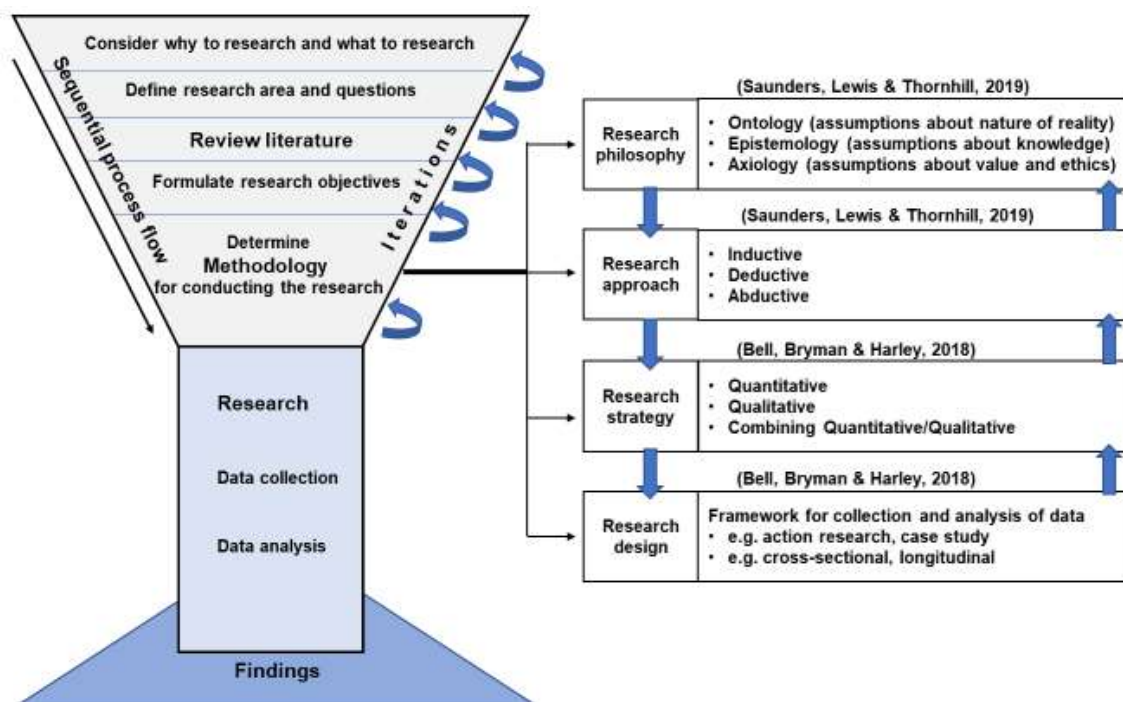 Consider why to research and what to research
Define research area and questions
Review literature
Formulate research objectives
Determine
Methodology
for conducting the research
Sequential process flow
Iterations
Research
Data collection
Data analysis
Findings
(Saunders, Lewis & Thornhill, 2019)
Research
philosophy
• Ontology (assumptions about nature of reality)
• Epistemology (assumptions about knowledge)
• Axiology (assumptions about value and ethics)
(Saunders, Lewis & Thornhill, 2019)
Research
approach
• Inductive
• Deductive
• Abductive
(Bell, Bryman & Harley, 2018)
Research
strategy
• Quantitative
• Qualitative
• Combining Quantitative/Qualitative
(Bell, Bryman & Harley, 2018)
Research
design
Framework for collection and analysis of data
• e.g. action research, case study
• e.g. cross-sectional, longitudinal